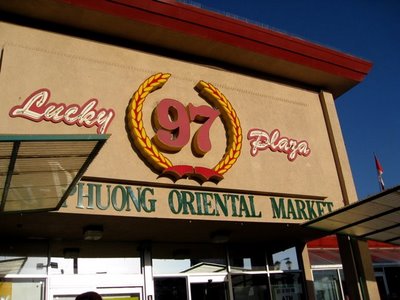 Lucky 97 Plaza
PHUONG ORIENTAL MARKET